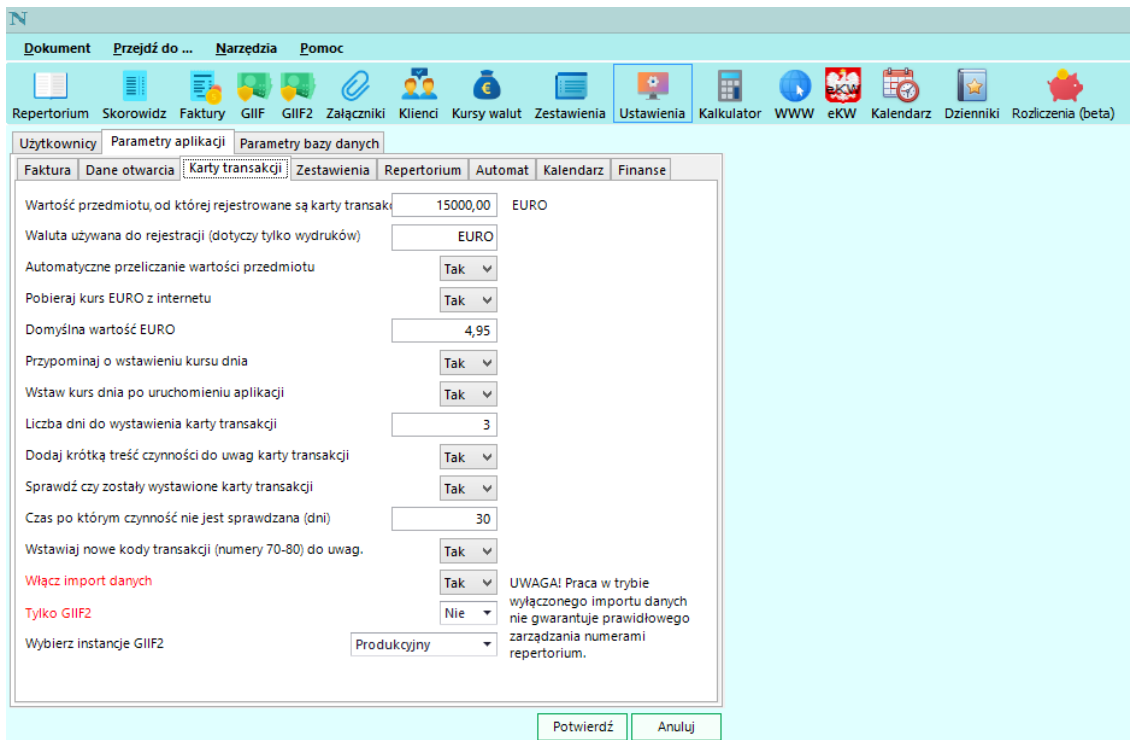 N
Dokument Przejdź do ... Narzędzia Pomoc
eKW
Repertorium Skorowidz Faktury GIIF GIIF2 Załączniki Klienci Kursy walut Zestawienia Ustawienia Kalkulator WWW eKW Kalendarz Dzienniki Rozliczenia (beta)
Użytkownicy Parametry aplikacji Parametry bazy danych
Faktura Dane otwarcia Karty transakcji Zestawienia Repertorium Automat Kalendarz Finanse
Wartość przedmiotu, od której rejestrowane są karty transakc 15000,00 EURO
Waluta używana do rejestracji (dotyczy tylko wydruków) EURO
Automatyczne przeliczanie wartości przedmiotu Tak
Pobieraj kurs EURO z internetu Tak
Domyślna wartość EURO 4,95
Przypominaj o wstawieniu kursu dnia Tak
Wstaw kurs dnia po uruchomieniu aplikacji Tak
Liczba dni do wystawienia karty transakcji 3
Dodaj krótką treść czynności do uwag karty transakcji Tak
Sprawdź czy zostały wystawione karty transakcji Tak
Czas po którym czynność nie jest sprawdzana (dni) 30
Wstawiaj nowe kody transakcji (numery 70-80) do uwag. Tak
Włącz import danych Tak
Tylko GIIF2 Nie
Wybierz instancje GIIF2 Produkcyjny
UWAGA! Praca w trybie
wyłączonego importu danych
nie gwarantuje prawidłowego
zarządzania numerami
repertorium.
Potwierdź Anuluj